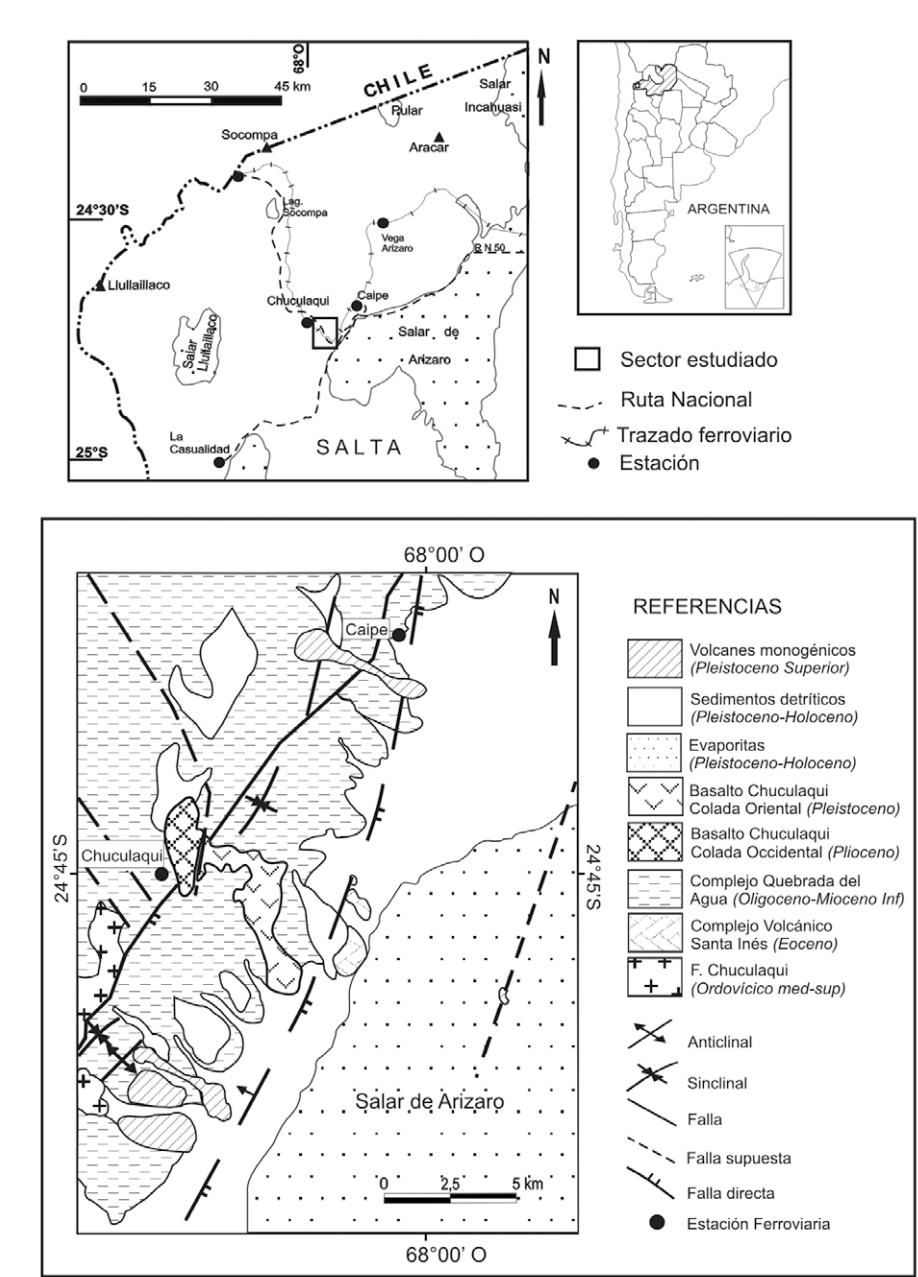 68°O
N
0 15 30 45 km
CHILE
Salar
Incahuasi
Pular
Socompa
Aracar
24°30'S
Lag.
Socompa
Vega
Arizaro
R N 50
Llullaillaco
Chuculaqui
Caipe
Salar
Llullaillaco
Salar de
Arizaro
La
Casualidad
SALTA
25°S
ARGENTINA
Sector estudiado
Ruta Nacional
Trazado ferroviario
Estación
68°00' O
N
Caipe
Chuculaqui
24°45'S
24°45'S
Salar de Arizaro
0 2,5 5 km
68°00' O
REFERENCIAS
Volcanes monogénicos
(Pleistoceno Superior)
Sedimentos detríticos
(Pleistoceno-Holoceno)
Evaporitas
(Pleistoceno-Holoceno)
Basalto Chuculaqui
Colada Oriental (Pleistoceno)
Basalto Chuculaqui
Colada Occidental (Plioceno)
Complejo Quebrada del
Agua (Oligoceno-Mioceno Inf)
Complejo Volcánico
Santa Inés (Eoceno)
F. Chuculaqui
(Ordovícico med-sup)
Anticlinal
Sinclinal
Falla
Falla supuesta
Falla directa
Estación Ferroviaria